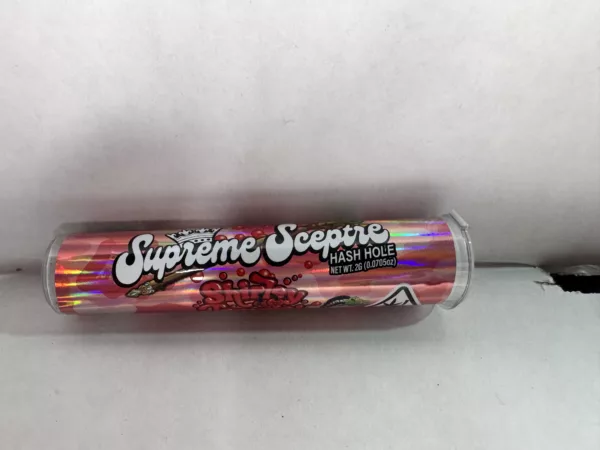 Supreme Sceptre
HASH HOLE
NET WT. 2G (0.0705oz)